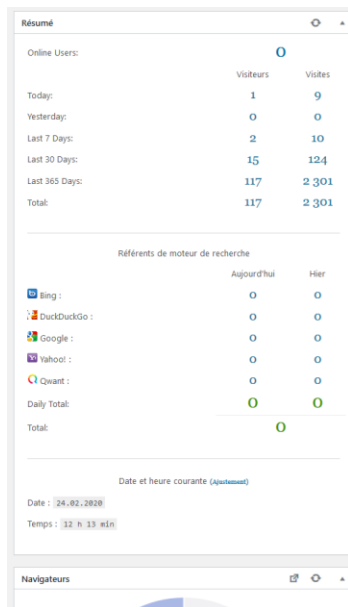 Résumé
Online Users: 0
Visiteurs Visites
Today: 1 9
Yesterday: 0 0
Last 7 Days: 2 10
Last 30 Days: 15 124
Last 365 Days: 117 2 301
Total: 117 2 301
Référents de moteur de recherche
Aujourd'hui Hier
Bing : 0 0
DuckDuckGo : 0 0
Google : 0 0
Yahoo! : 0 0
Qwant : 0 0
Daily Total: 0 0
Total: 0
Date et heure courante (Ajustement)
Date : 24.02.2020
Temps : 12 h 13 min
Navigateurs